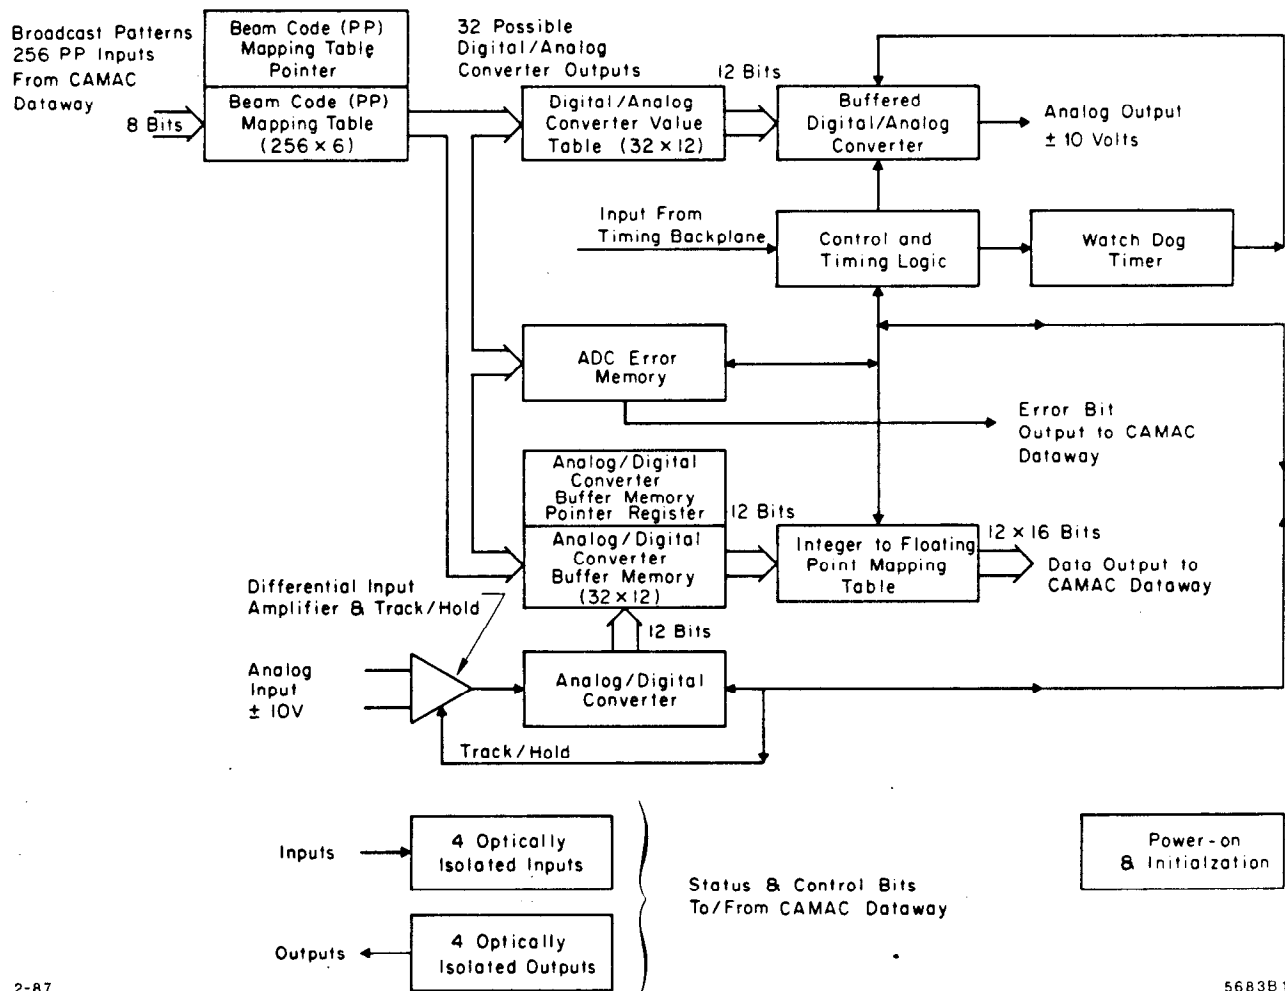 Broadcast Patterns
256 PP Inputs
From CAMAC
Dataway
8 Bits
Beam Code (PP)
Mapping Table
Pointer
Beam Code (PP)
Mapping Table
(256 × 6)
32 Possible
Digital/Analog
Converter Outputs
Digital/Analog
Converter Value
Table (32 × 12)
12 Bits
Buffered
Digital/Analog
Converter
Analog Output
± 10 Volts
Input From
Timing Backplane
Control and
Timing Logic
Watch Dog
Timer
ADC Error
Memory
Error Bit
Output to CAMAC
Dataway
Analog/Digital
Converter
Buffer Memory
Pointer Register
12 Bits
Analog/Digital
Converter
Buffer Memory
(32 × 12)
Integer to Floating
Point Mapping
Table
12 × 16 Bits
Data Output to
CAMAC Dataway
Differential Input
Amplifier & Track/Hold
12 Bits
Analog
Input
± 10V
Analog/Digital
Converter
Track/Hold
Inputs
4 Optically
Isolated Inputs
Status & Control Bits
To/From CAMAC Dataway
Power-on
& Initialzation
Outputs
4 Optically
Isolated Outputs
2-87
5683B1